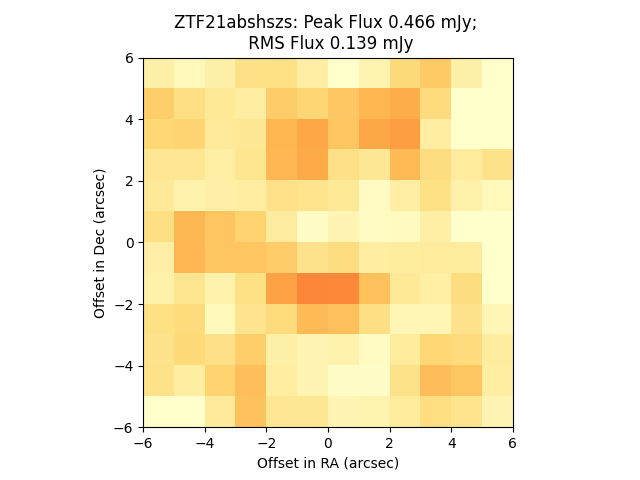 ZTF21abshszs: Peak Flux 0.466 mJy;
RMS Flux 0.139 mJy
6
4
2
0
−2
−4
−6
Offset in Dec (arcsec)
−6 −4 −2 0 2 4 6
Offset in RA (arcsec)